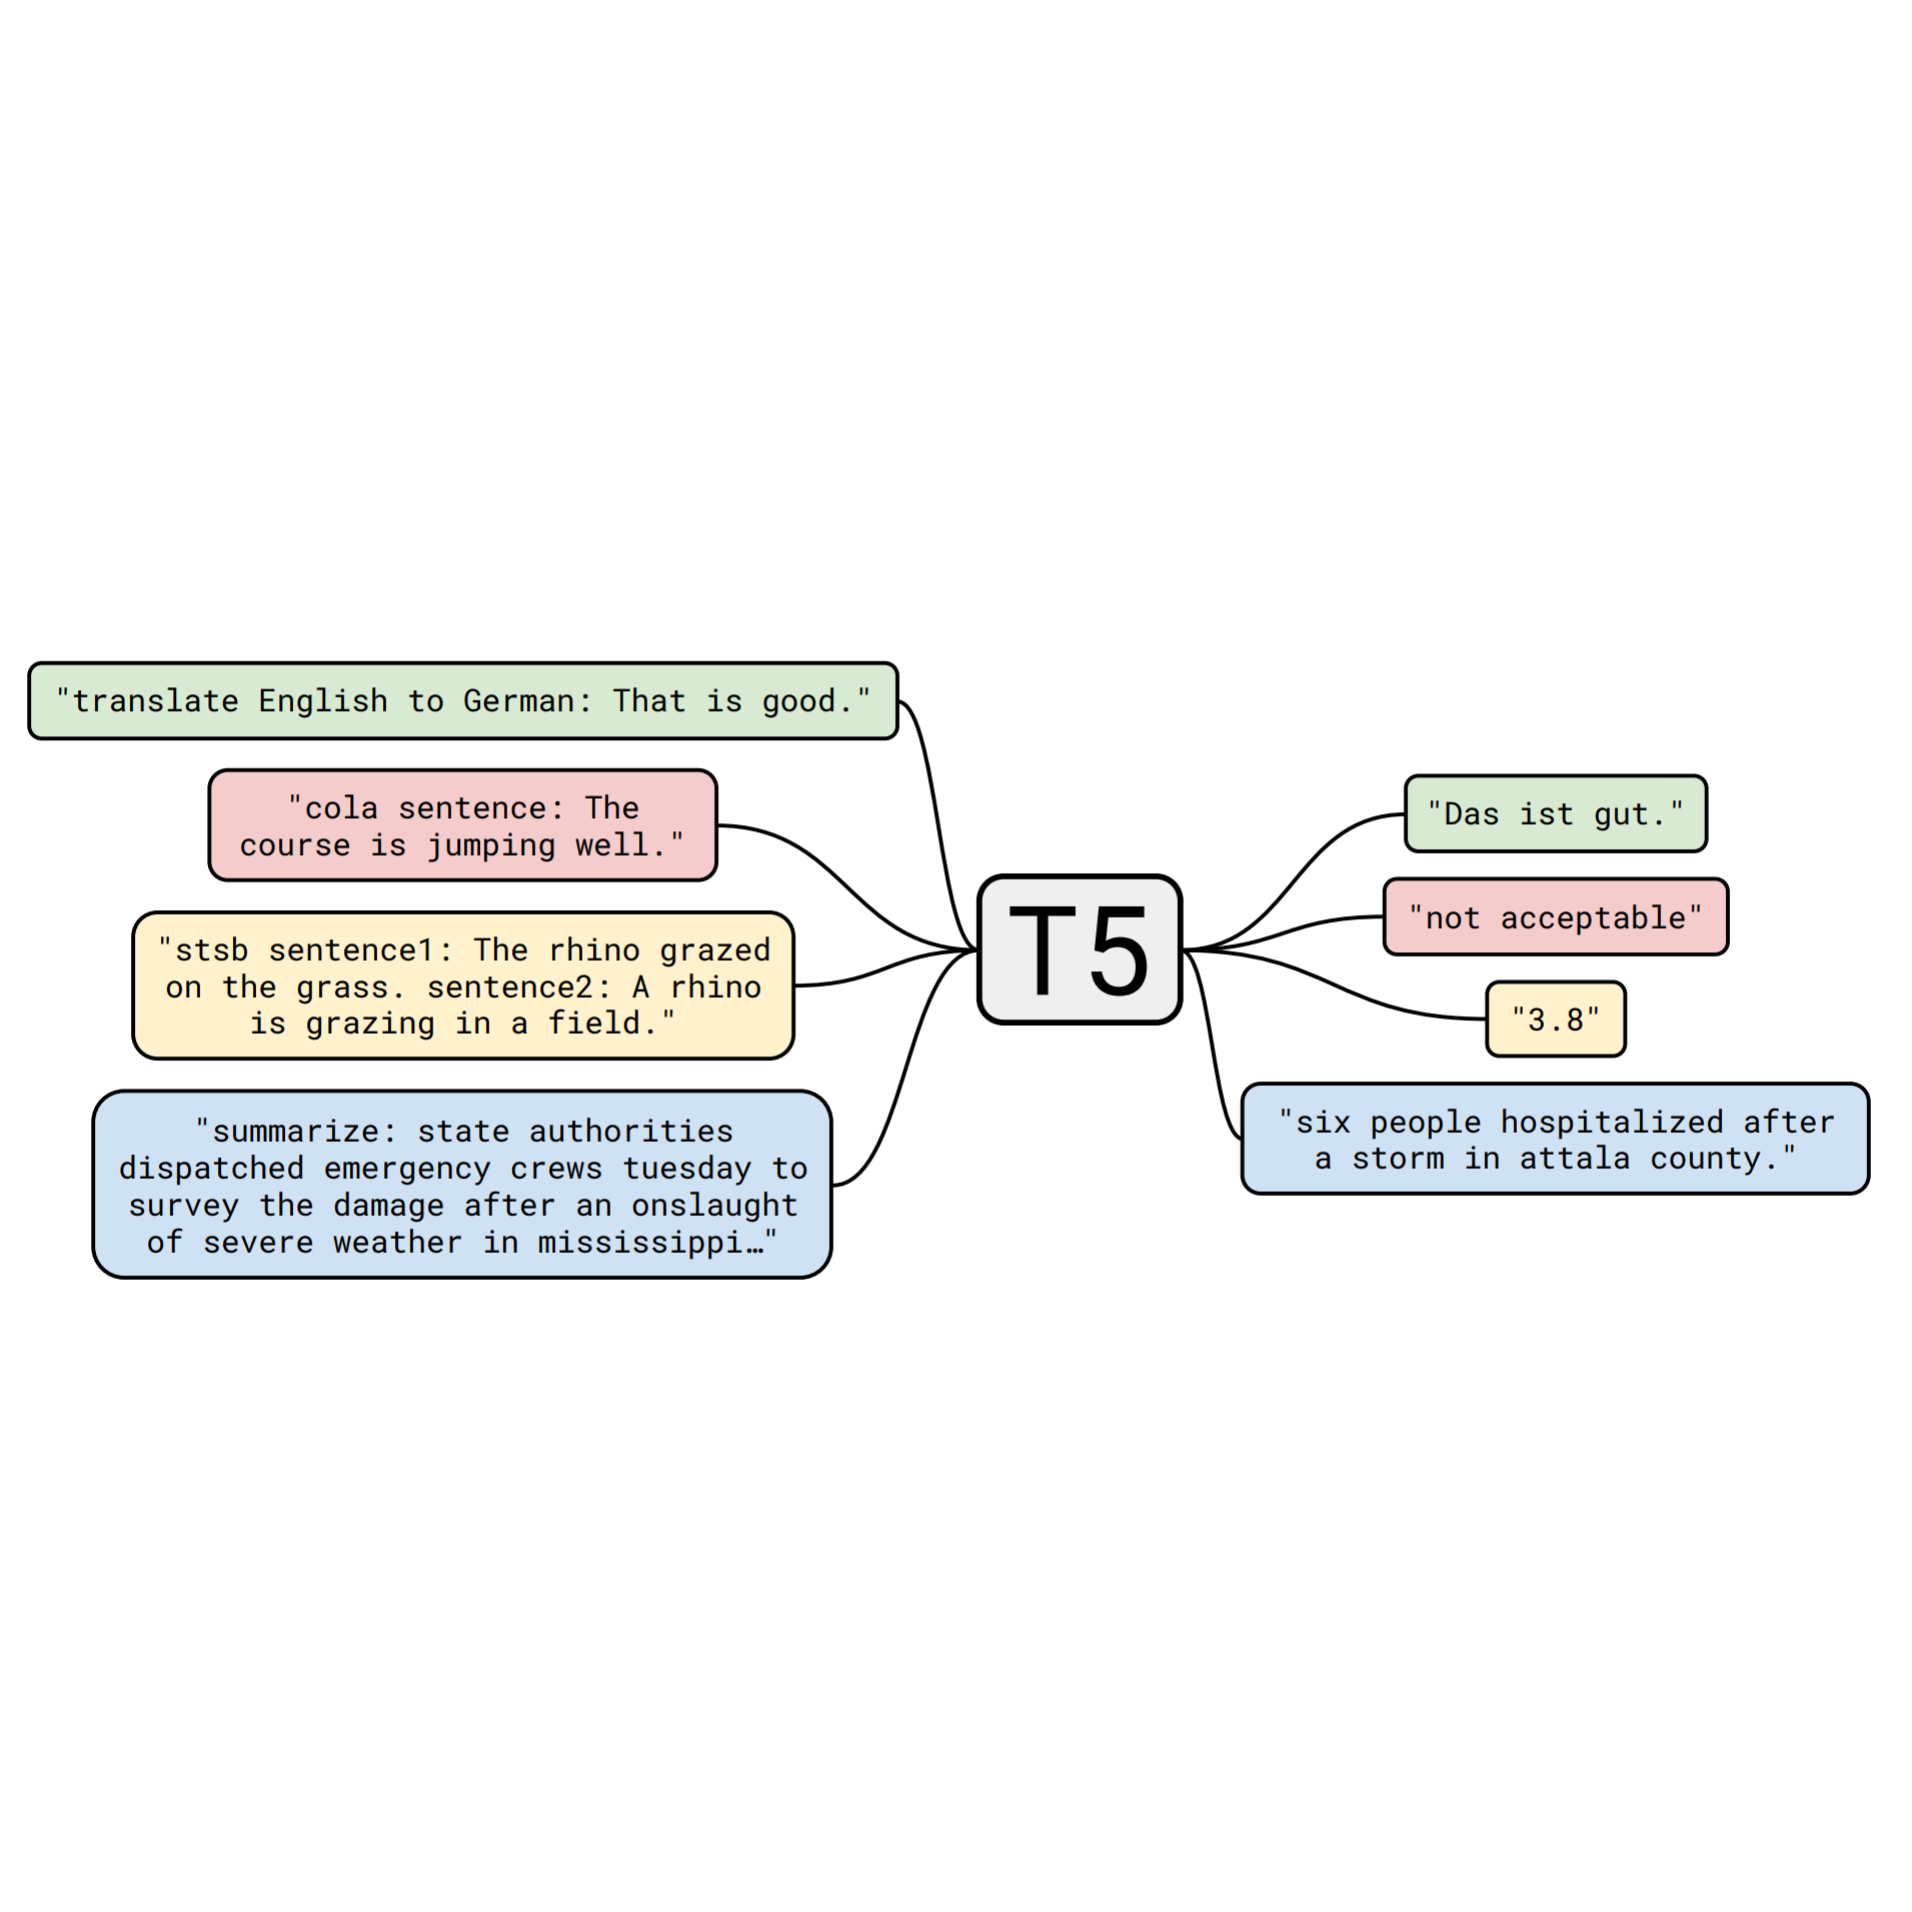 "translate English to German: That is good."
"cola sentence: The
course is jumping well."
"stsb sentence1: The rhino grazed
on the grass. sentence2: A rhino
is grazing in a field."
"summarize: state authorities
dispatched emergency crews tuesday to
survey the damage after an onslaught
of severe weather in mississippi…"
T5
"Das ist gut."
"not acceptable"
"3.8"
"six people hospitalized after
a storm in attala county."